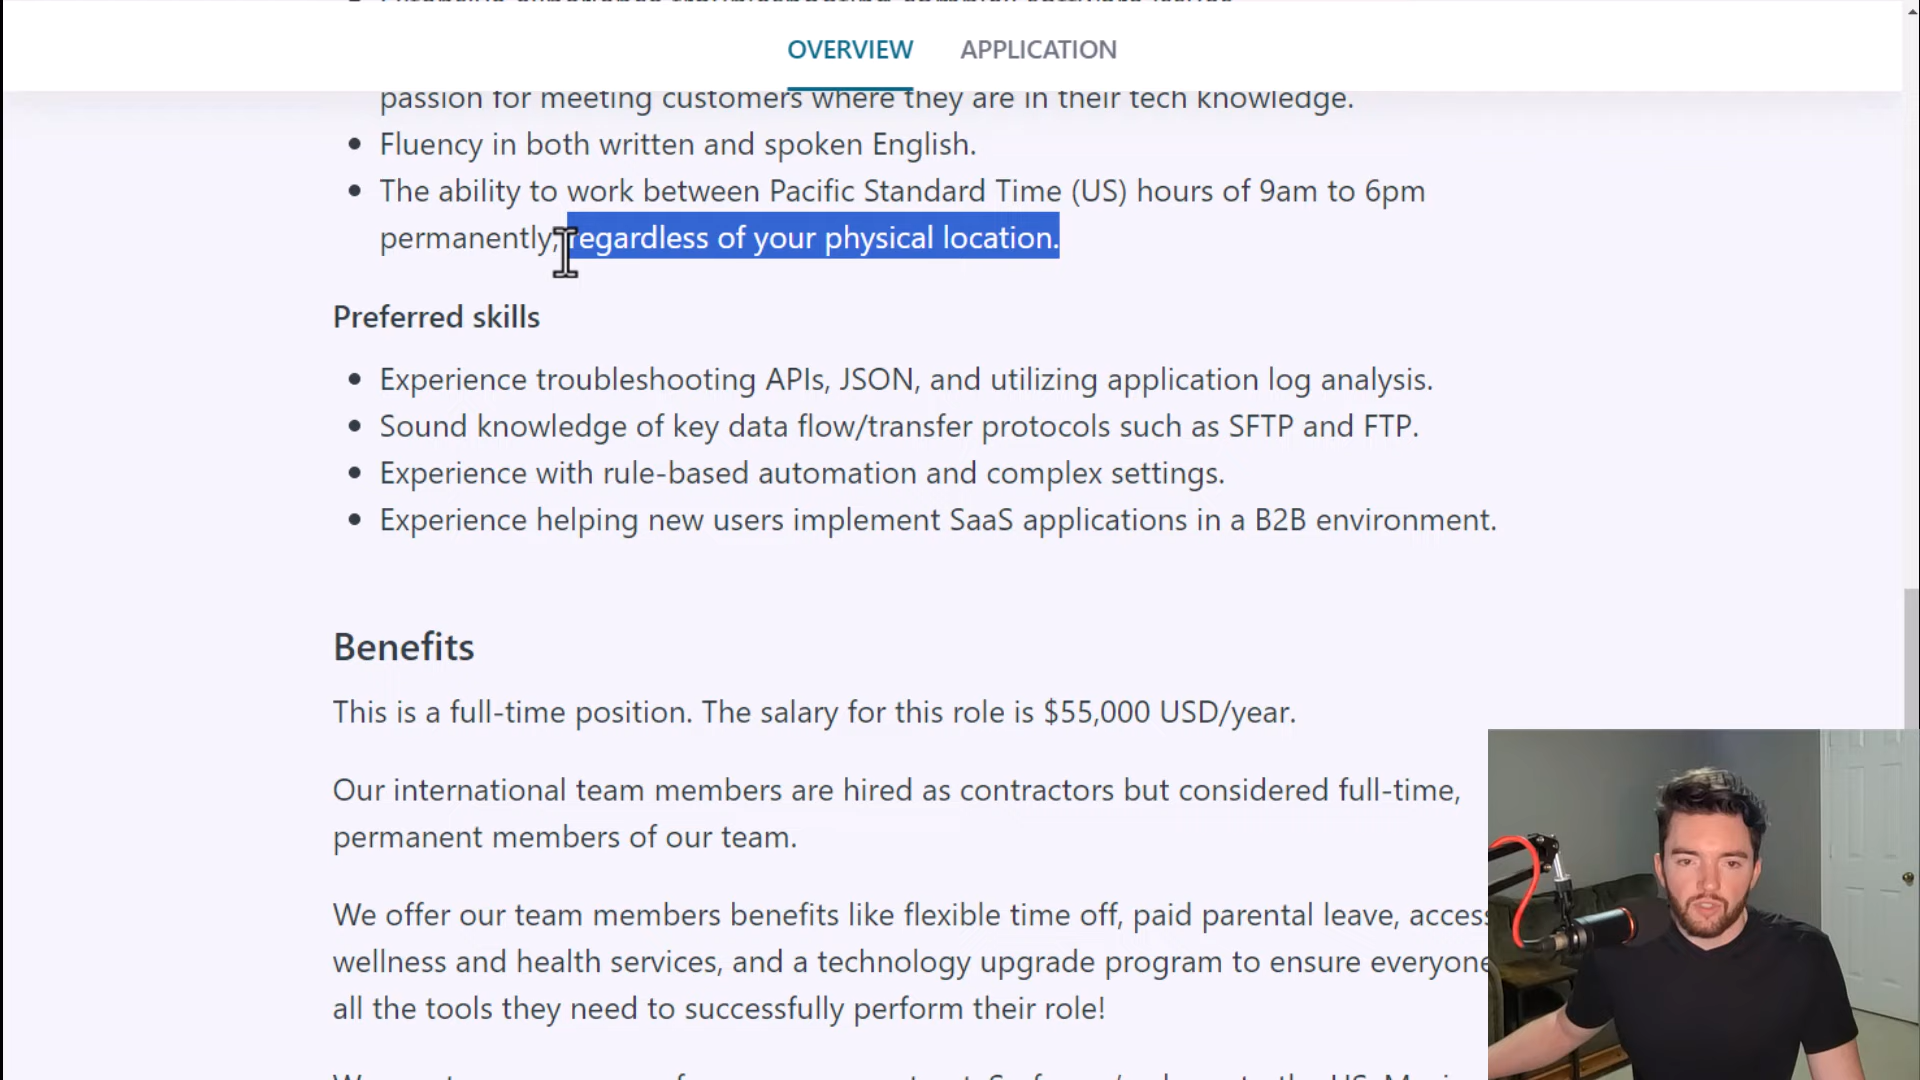 OVERVIEW APPLICATION
passion for meeting customers where they are in their tech knowledge.
Fluency in both written and spoken English.
The ability to work between Pacific Standard Time (US) hours of 9am to 6pm
permanently, regardless of your physical location.
Preferred skills
Experience troubleshooting APIs, JSON, and utilizing application log analysis.
Sound knowledge of key data flow/transfer protocols such as SFTP and FTP.
Experience with rule-based automation and complex settings.
Experience helping new users implement SaaS applications in a B2B environment.
Benefits
This is a full-time position. The salary for this role is $55,000 USD/year.
Our international team members are hired as contractors but considered full-time,
permanent members of our team.
We offer our team members benefits like flexible time off, paid parental leave, access
wellness and health services, and a technology upgrade program to ensure everyone
all the tools they need to successfully perform their role!